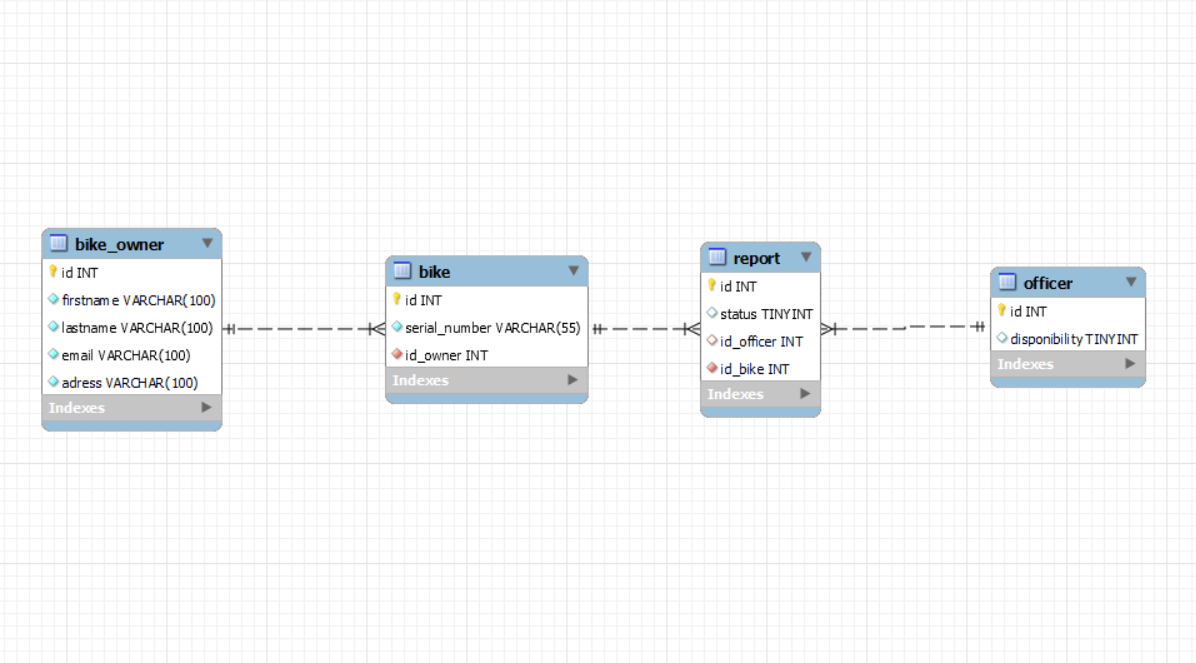 bike_owner
id INT
firstname VARCHAR(100)
lastname VARCHAR(100)
email VARCHAR(100)
adress VARCHAR(100)
Indexes
bike
id INT
serial_number VARCHAR(55)
id_owner INT
Indexes
report
id INT
status TINYINT
id_officer INT
id_bike INT
Indexes
officer
id INT
disponibility TINYINT
Indexes